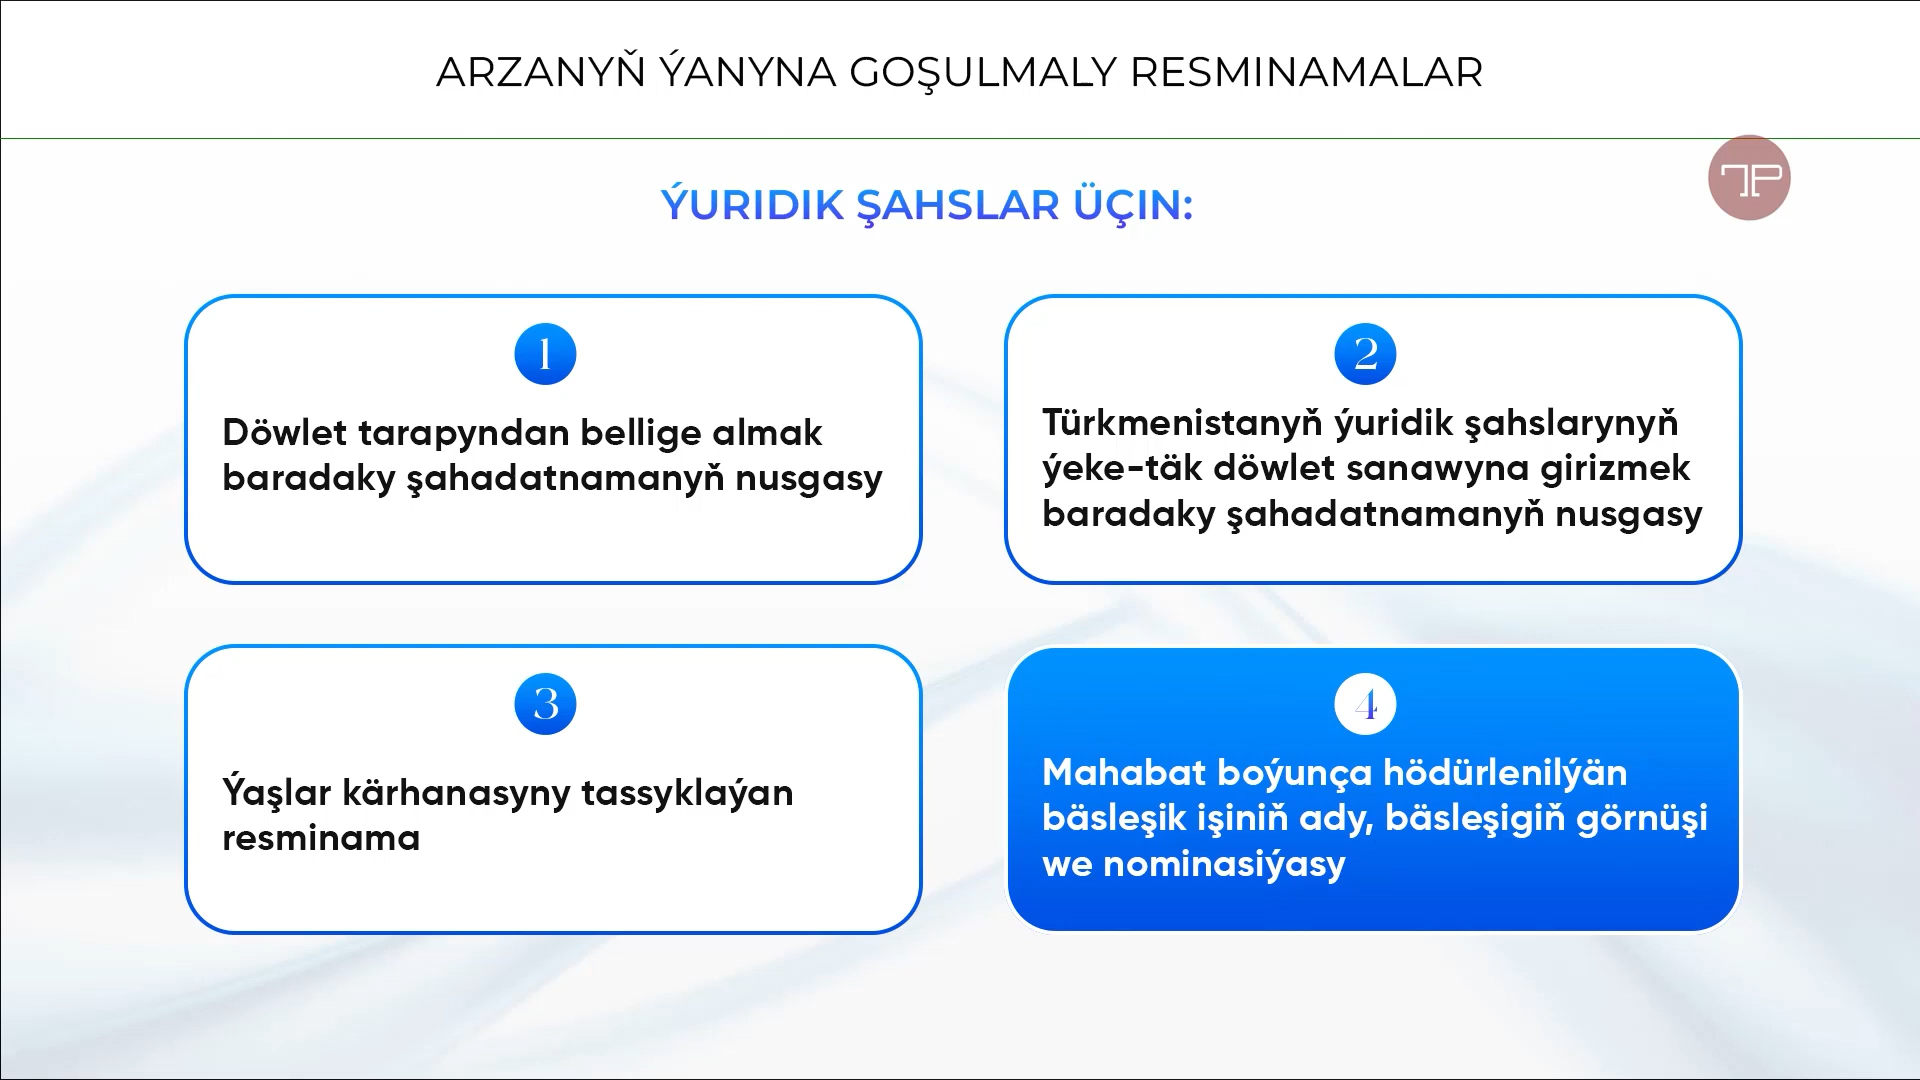 ARZANYŇ ÝANYNA GOŞULMALY RESMINAMALAR
TP
ÝURIDIK ŞAHSLAR ÜÇIN:
1
Döwlet tarapyndan bellige almak
baradaky şahadatnamanyň nusgasy
2
Türkmenistanyň ýuridik şahslarynyň
ýeke-täk döwlet sanawyna girizmek
baradaky şahadatnamanyň nusgasy
3
Ýaşlar kärhanasyny tassyklaýan
resminama
4
Mahabat boýunça hödürlenilýän
bäsleşik işiniň ady, bäsleşigiň görnüşi
we nominasiýasy